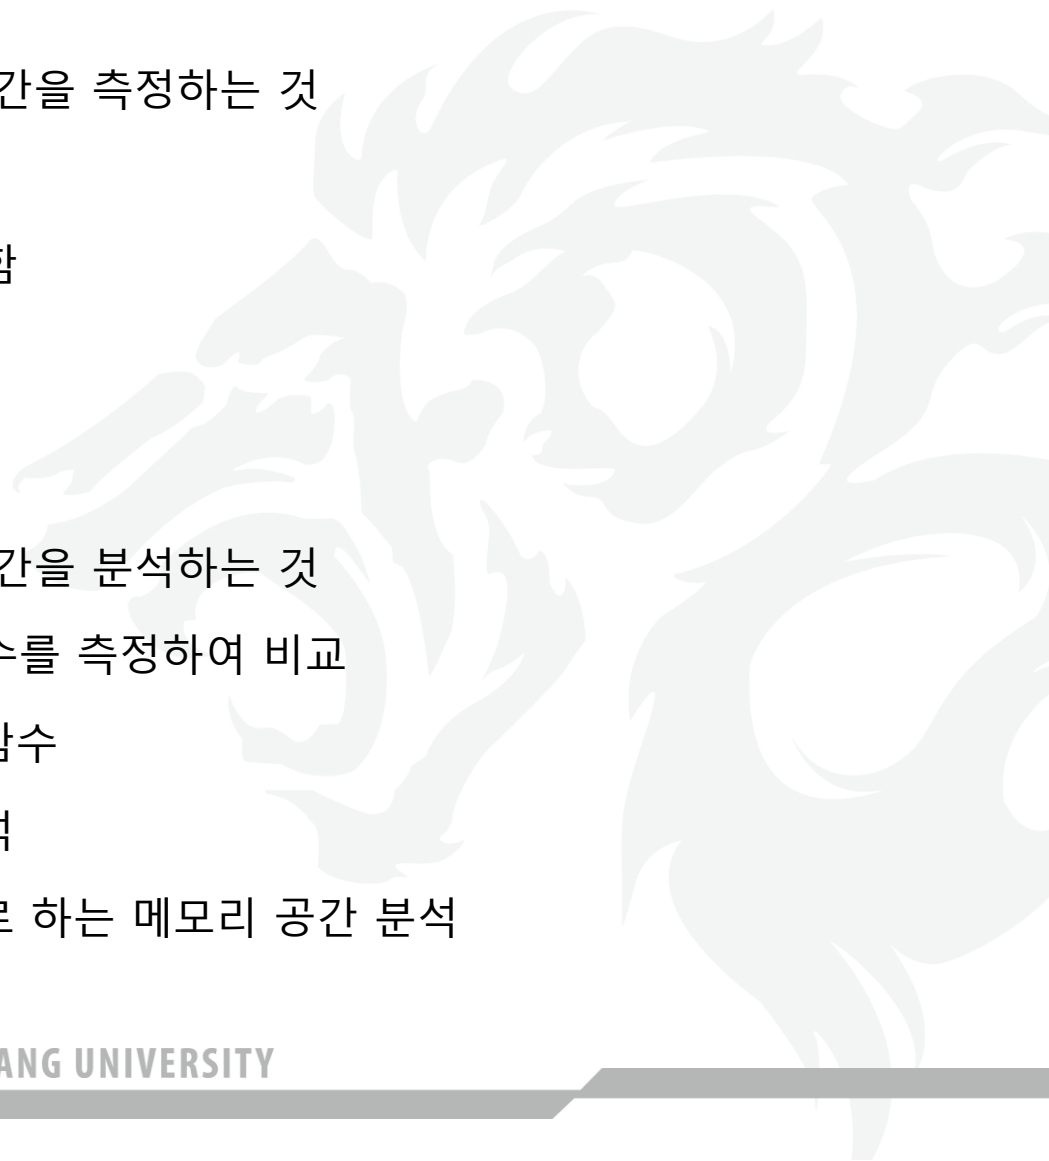 간을 측정하는 것
함
간을 분석하는 것
수를 측정하여 비교
함수
석
로 하는 메모리 공간 분석
ANG UNIVERSITY